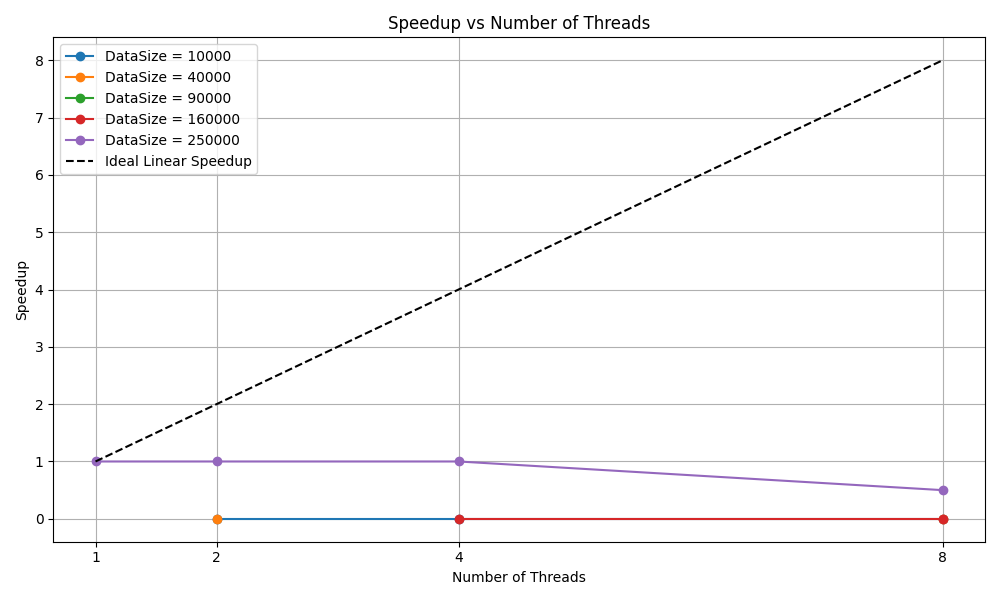 Speedup vs Number of Threads
DataSize = 10000
DataSize = 40000
DataSize = 90000
DataSize = 160000
DataSize = 250000
Ideal Linear Speedup
8
7
6
5
4
3
2
1
0
Speedup
1
2
4
8
Number of Threads